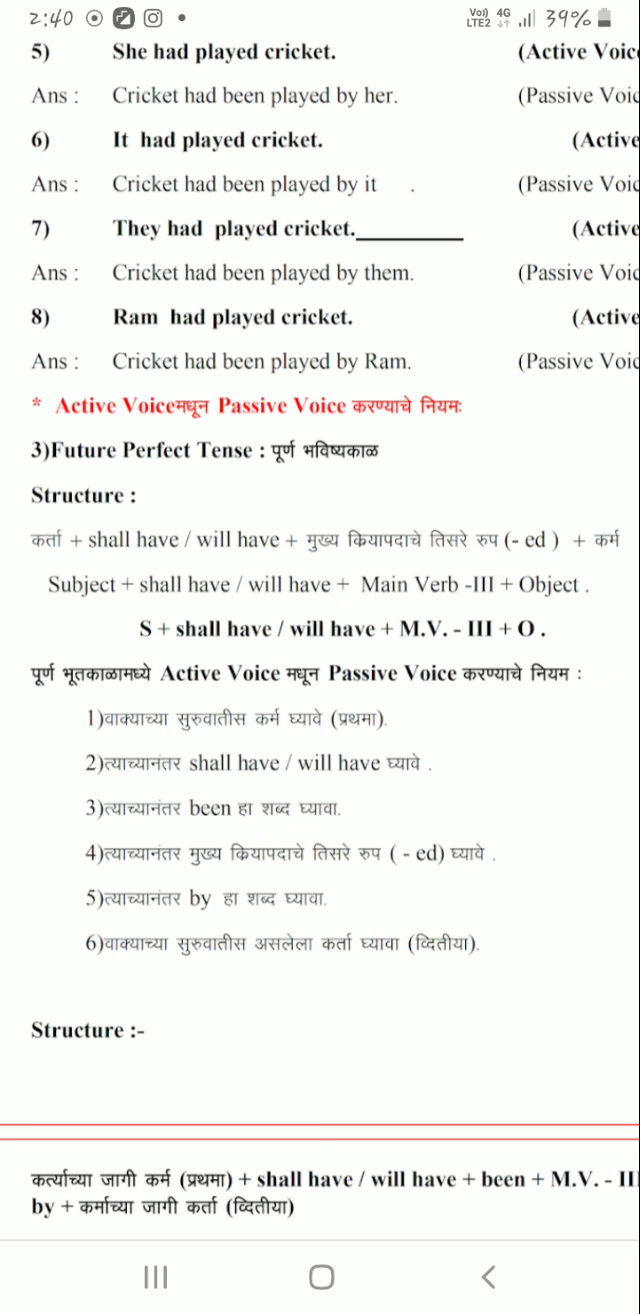 2:40
Vo)) 4G LTE2 39%
5) She had played cricket. (Active Voic
Ans : Cricket had been played by her. (Passive Voic
6) It had played cricket. (Active
Ans : Cricket had been played by it . (Passive Voic
7) They had played cricket.__________ (Active
Ans : Cricket had been played by them. (Passive Voic
8) Ram had played cricket. (Active
Ans : Cricket had been played by Ram. (Passive Voic
* Active Voiceमधून Passive Voice करण्याचे नियमः
3)Future Perfect Tense : पूर्ण भविष्यकाळ
Structure :
कर्ता + shall have / will have + मुख्य कियापदाचे तिसरे रुप (- ed ) + कर्म
Subject + shall have / will have + Main Verb -III + Object .
S + shall have / will have + M.V. - III + O .
पूर्ण भूतकाळामध्ये Active Voice मधून Passive Voice करण्याचे नियम :
1)वाक्याच्या सुरुवातीस कर्म घ्यावे (प्रथमा).
2)त्याच्यानंतर shall have / will have घ्यावे .
3)त्याच्यानंतर been हा शब्द घ्यावा.
4)त्याच्यानंतर मुख्य कियापदाचे तिसरे रुप ( - ed) घ्यावे .
5)त्याच्यानंतर by हा शब्द घ्यावा.
6)वाक्याच्या सुरुवातीस असलेला कर्ता घ्यावा (व्दितीया).
Structure :-
कर्त्याच्या जागी कर्म (प्रथमा) + shall have / will have + been + M.V. - III
by + कर्माच्या जागी कर्ता (व्दितीया)